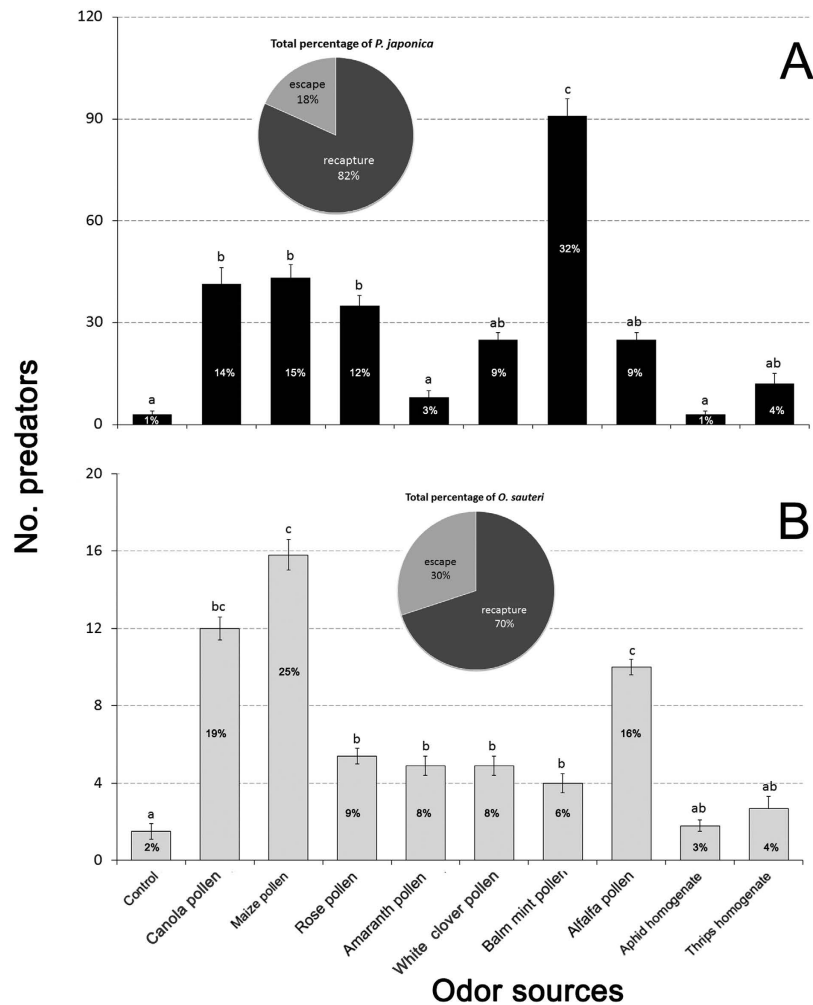 120
90
60
30
0
A
Total percentage of P. japonica
escape
18%
recapture
82%
a
b
b
b
a
ab
c
ab
a
ab
1%
14%
15%
12%
3%
9%
32%
9%
1%
4%
No. predators
20
16
12
8
4
0
B
Total percentage of O. sauteri
escape
30%
recapture
70%
a
bc
c
b
b
b
b
c
ab
ab
2%
19%
25%
9%
8%
8%
6%
16%
3%
4%
Control
Canola pollen
Maize pollen
Rose pollen
Amaranth pollen
White clover pollen
Balm mint pollen
Alfalfa pollen
Aphid homogenate
Thrips homogenate
Odor sources